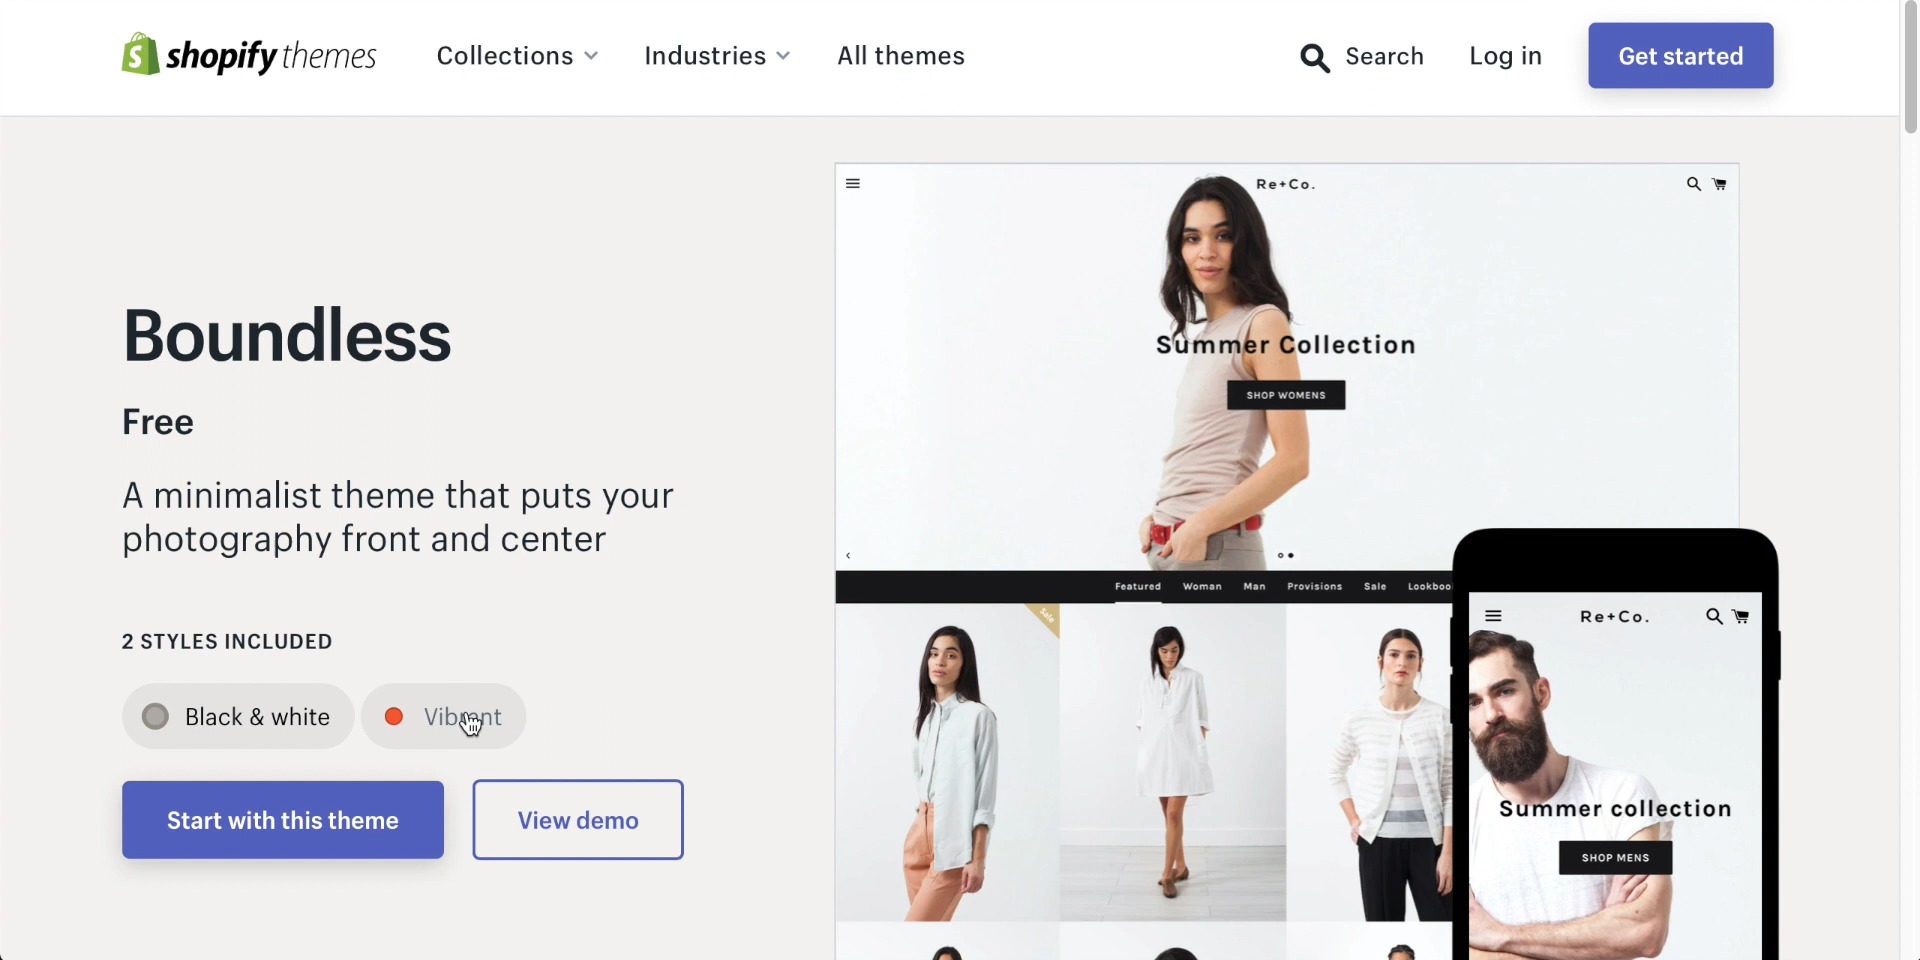 shopify themes
Collections
Industries
All themes
Search
Log in
Get started
Boundless
Free
A minimalist theme that puts your
photography front and center
2 STYLES INCLUDED
Black & white
Vibrant
Start with this theme
View demo
Re+Co.
Summer Collection
SHOP WOMENS
Featured
Woman
Man
Provisions
Sale
Lookboo
Sale
Re+Co.
Summer collection
SHOP MENS